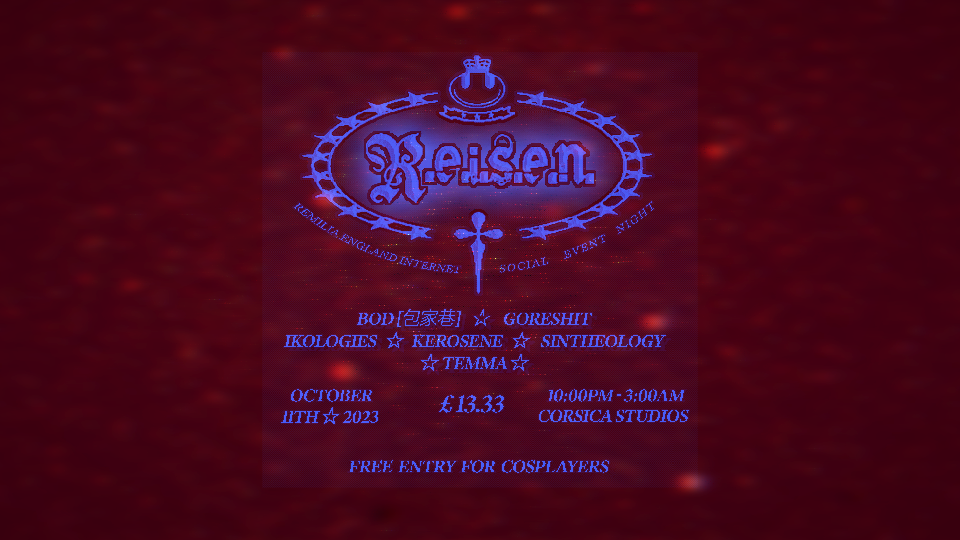 Reisen
REMILIA ENGLAND, INTERNET SOCIAL EVENT NIGHT
BOD [包家巷] ☆ GORESHIT
IKOLOGIES ☆ KEROSENE ☆ SINTHEOLOGY
☆ TEMMA ☆
OCTOBER
11TH ☆ 2023
£13.33
10:00PM - 3:00AM
CORSICA STUDIOS
FREE ENTRY FOR COSPLAYERS